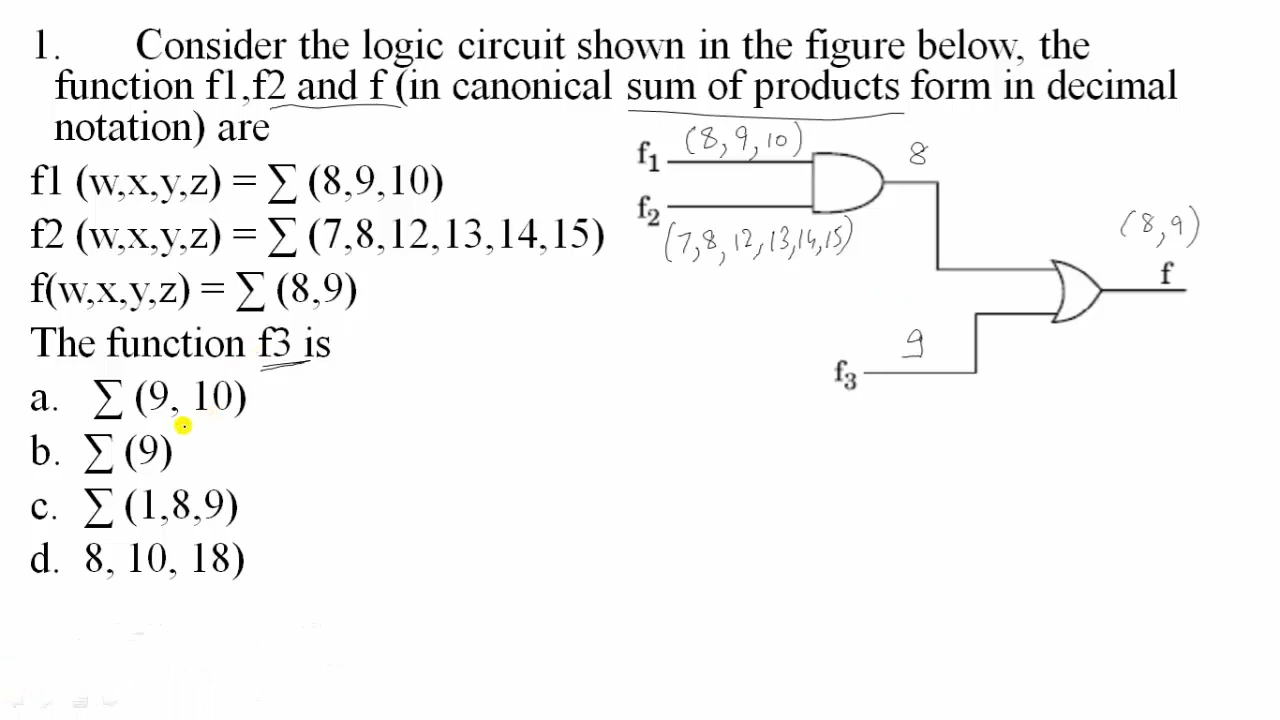 1. Consider the logic circuit shown in the figure below, the
function f1,f2 and f (in canonical sum of products form in decimal
notation) are
f1 (w,x,y,z) = ∑ (8,9,10)
f2 (w,x,y,z) = ∑ (7,8,12,13,14,15)
f(w,x,y,z) = ∑ (8,9)
The function f3 is
a. ∑ (9, 10)
b. ∑ (9)
c. ∑ (1,8,9)
d. 8, 10, 18)
f₁ (8,9,10)
8
f₂
(7,8,12,13,14,15)
(8,9)
f
9
f₃